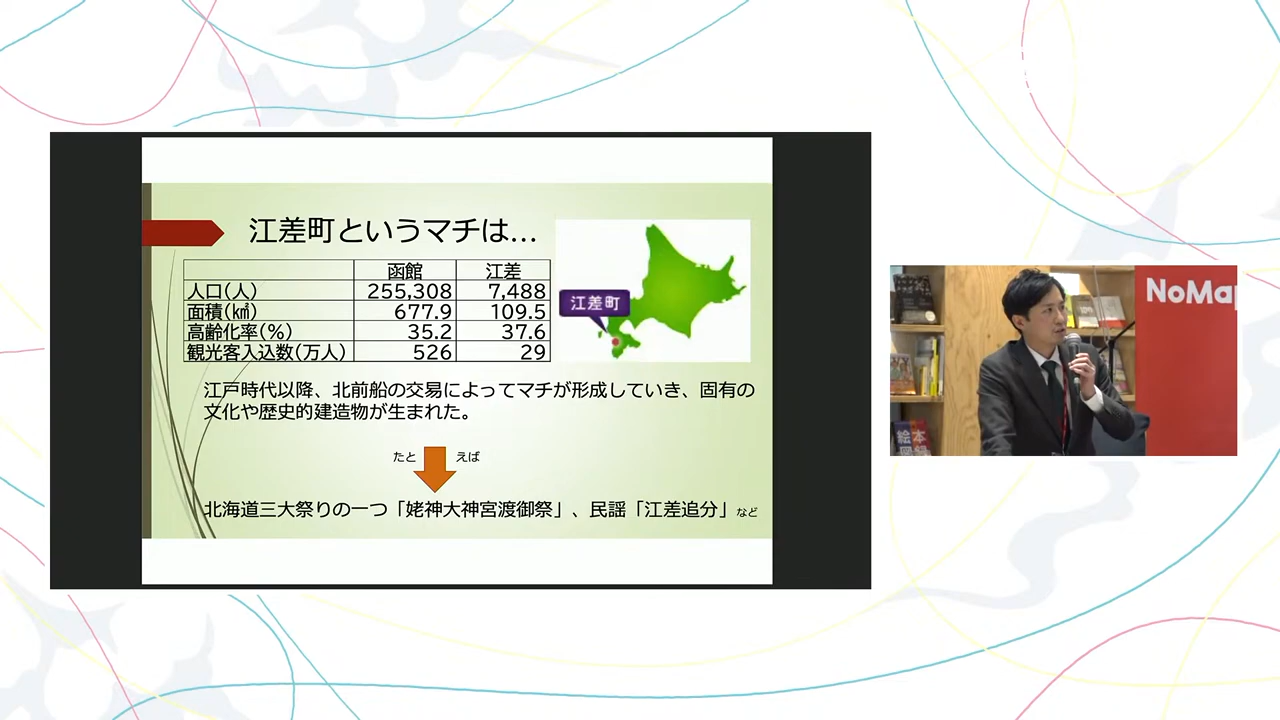 江差町というマチは…
函館 江差
人口(人) 255,308 7,488
面積(㎢) 677.9 109.5
高齢化率(%) 35.2 37.6
観光客入込数(万人) 526 29
江差町
江戸時代以降、北前船の交易によってマチが形成していき、固有の
文化や歴史的建造物が生まれた。
たと えば
北海道三大祭りの一つ「姥神大神宮渡御祭」、民謡「江差追分」など
NoMap